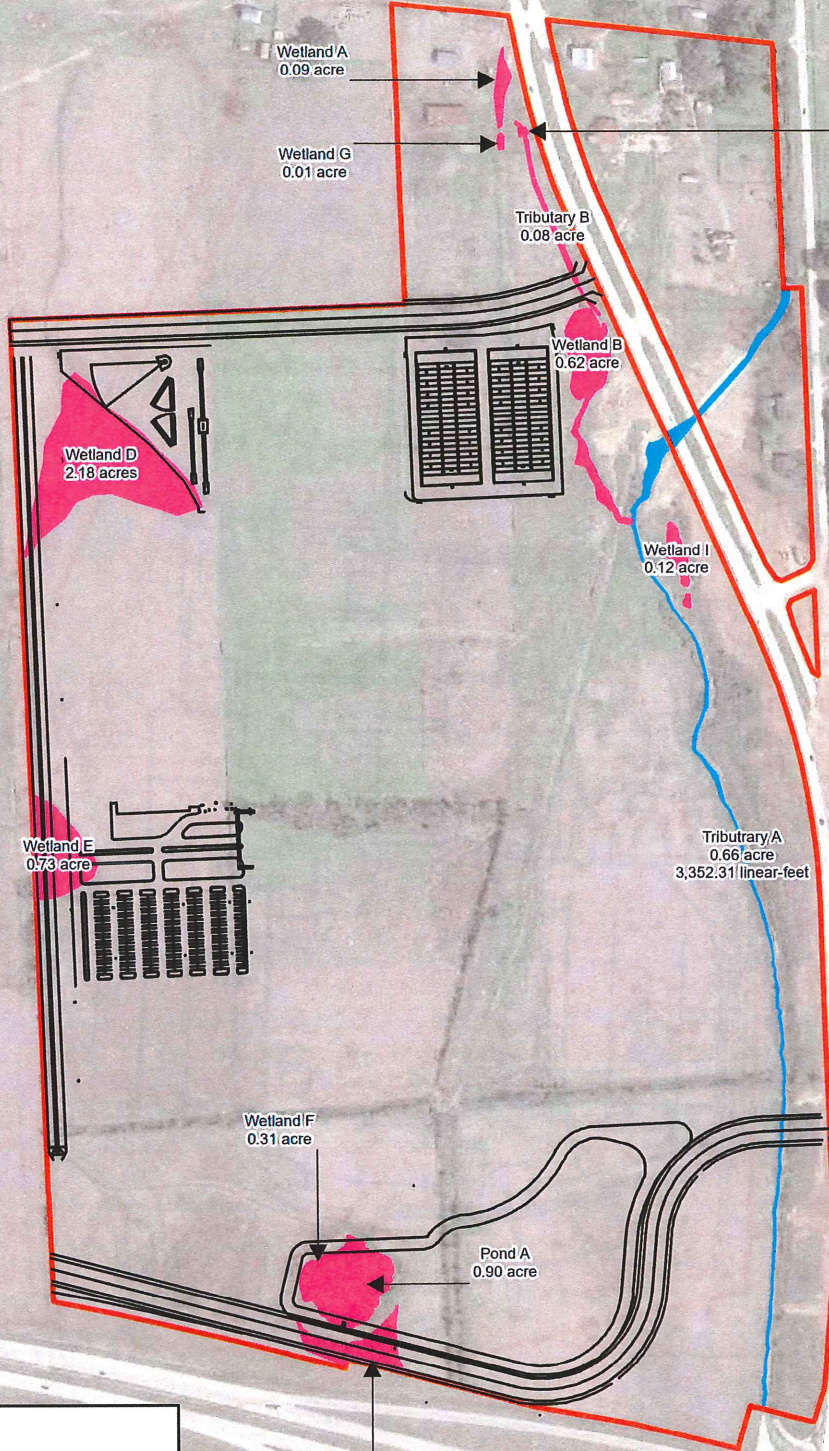 Wetland A
0.09 acre
Wetland G
0.01 acre
Tributary B
0.08 acre
Wetland B
0.62 acre
Wetland D
2.18 acres
Wetland I
0.12 acre
Tributrary A
0.66 acre
3,352.31 linear-feet
Wetland E
0.73 acre
Wetland F
0.31 acre
Pond A
0.90 acre